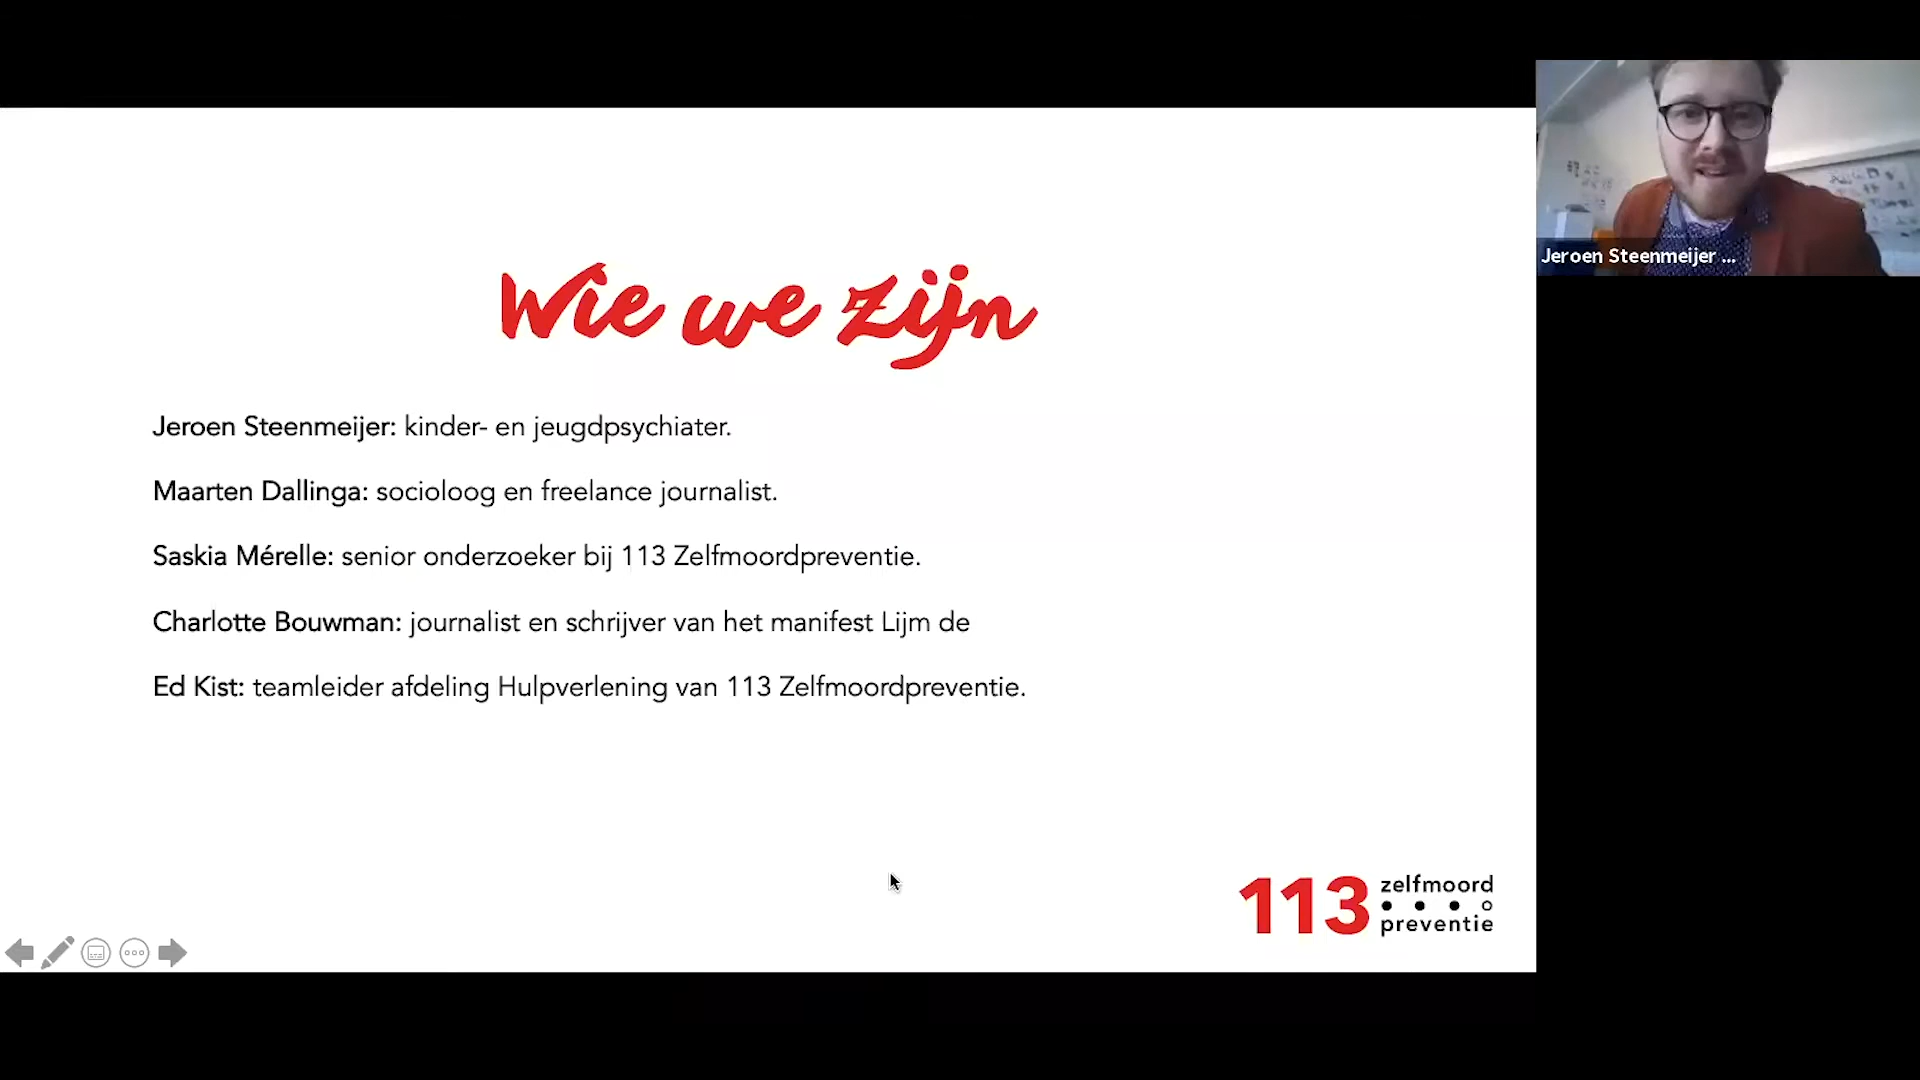 Wie we zijn
Jeroen Steenmeijer: kinder- en jeugdpsychiater.
Maarten Dallinga: socioloog en freelance journalist.
Saskia Mérelle: senior onderzoeker bij 113 Zelfmoordpreventie.
Charlotte Bouwman: journalist en schrijver van het manifest Lijm de
Ed Kist: teamleider afdeling Hulpverlening van 113 Zelfmoordpreventie.
113 zelfmoord
preventie
Jeroen Steenmeijer ...